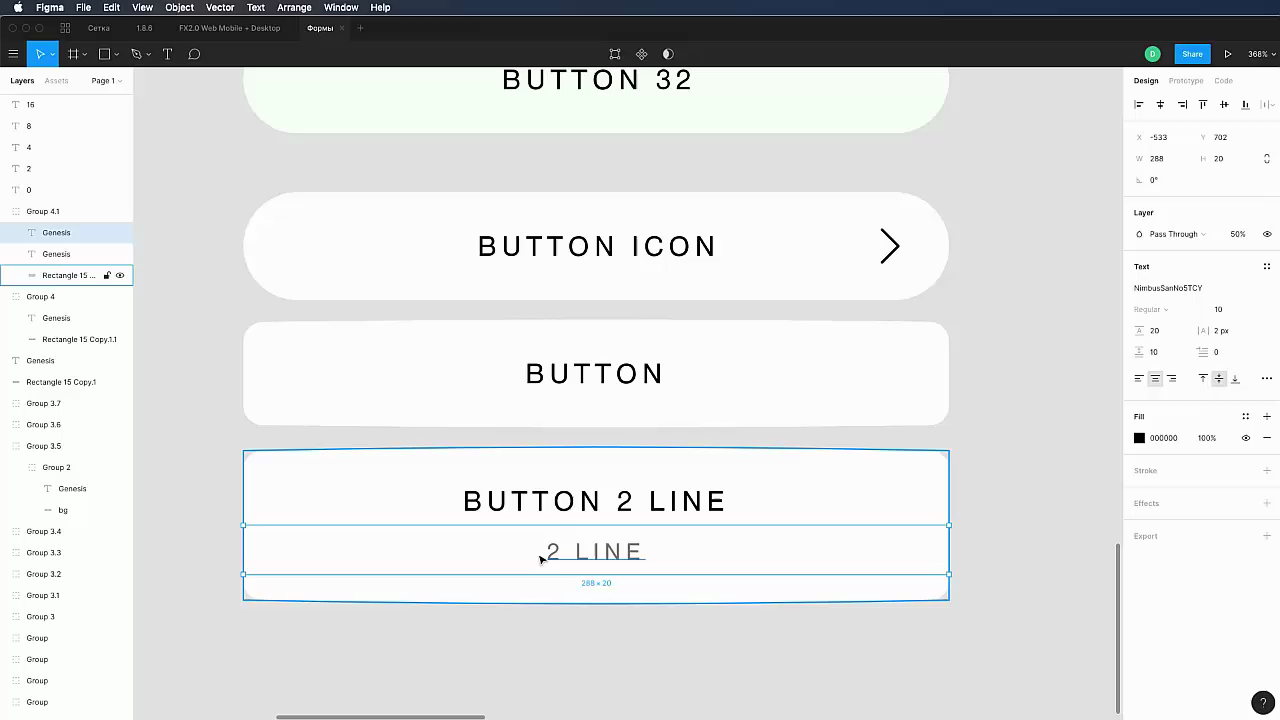 Figma File Edit View Object Vector Text Arrange Window Help
Сетка 1.8.6 FX2.0 Web Mobile + Desktop Формы
D Share 368%
Layers Assets Page 1
16
8
4
2
0
Group 4.1
Genesis
Genesis
Rectangle 15 ...
Group 4
Genesis
Rectangle 15 Copy.1.1
Genesis
Rectangle 15 Copy.1
Group 3.7
Group 3.6
Group 3.5
Group 2
Genesis
bg
Group 3.4
Group 3.3
Group 3.2
Group 3.1
Group 3
Group
Group
Group
Group
BUTTON 32
BUTTON ICON
BUTTON
BUTTON 2 LINE
2 LINE
288 × 20
Design Prototype Code
X -533 Y 702
W 288 H 20
0°
Layer
Pass Through 50%
Text
NimbusSanNo5TCY
Regular 10
20 2 px
10 0
Fill
000000 100%
Stroke
Effects
Export
?